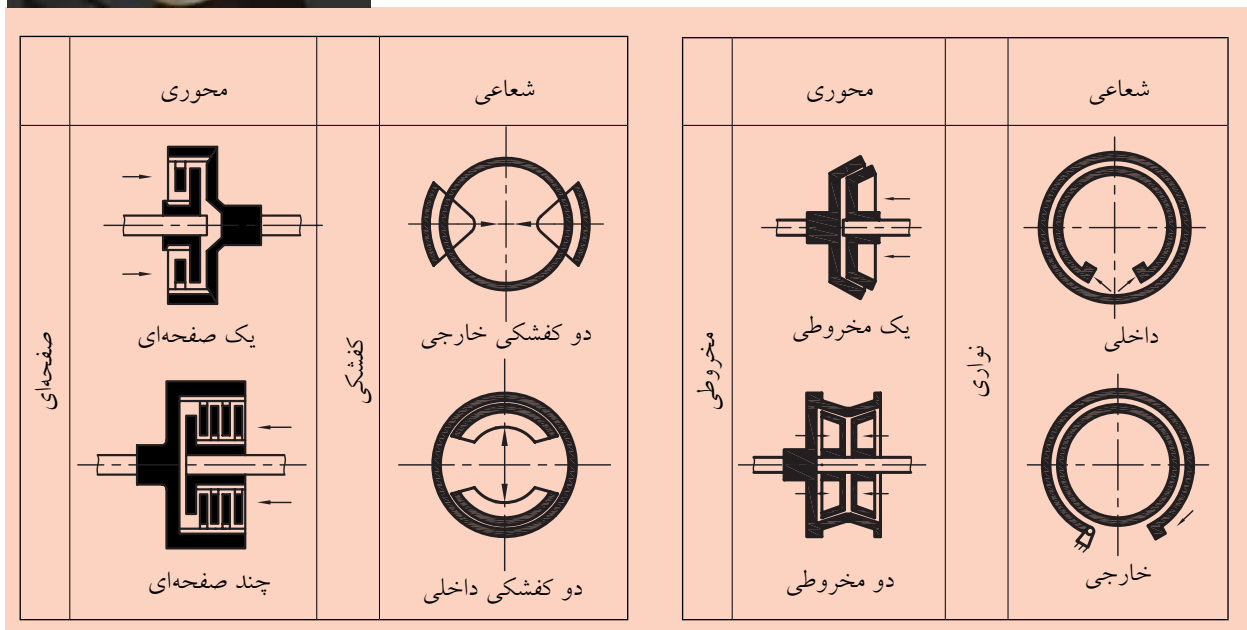 شعاعی
محوری
نواری
داخلی
خارجی
مخروطی
یک مخروطی
دو مخروطی
شعاعی
محوری
کفشکی
دو کفشکی خارجی
دو کفشکی داخلی
صفحه‌ای
یک صفحه‌ای
چند صفحه‌ای